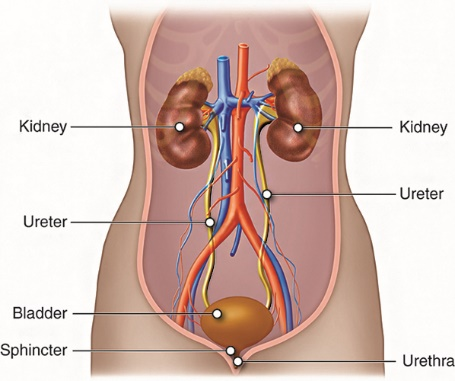 Kidney
Kidney
Ureter
Ureter
Bladder
Sphincter
Urethra